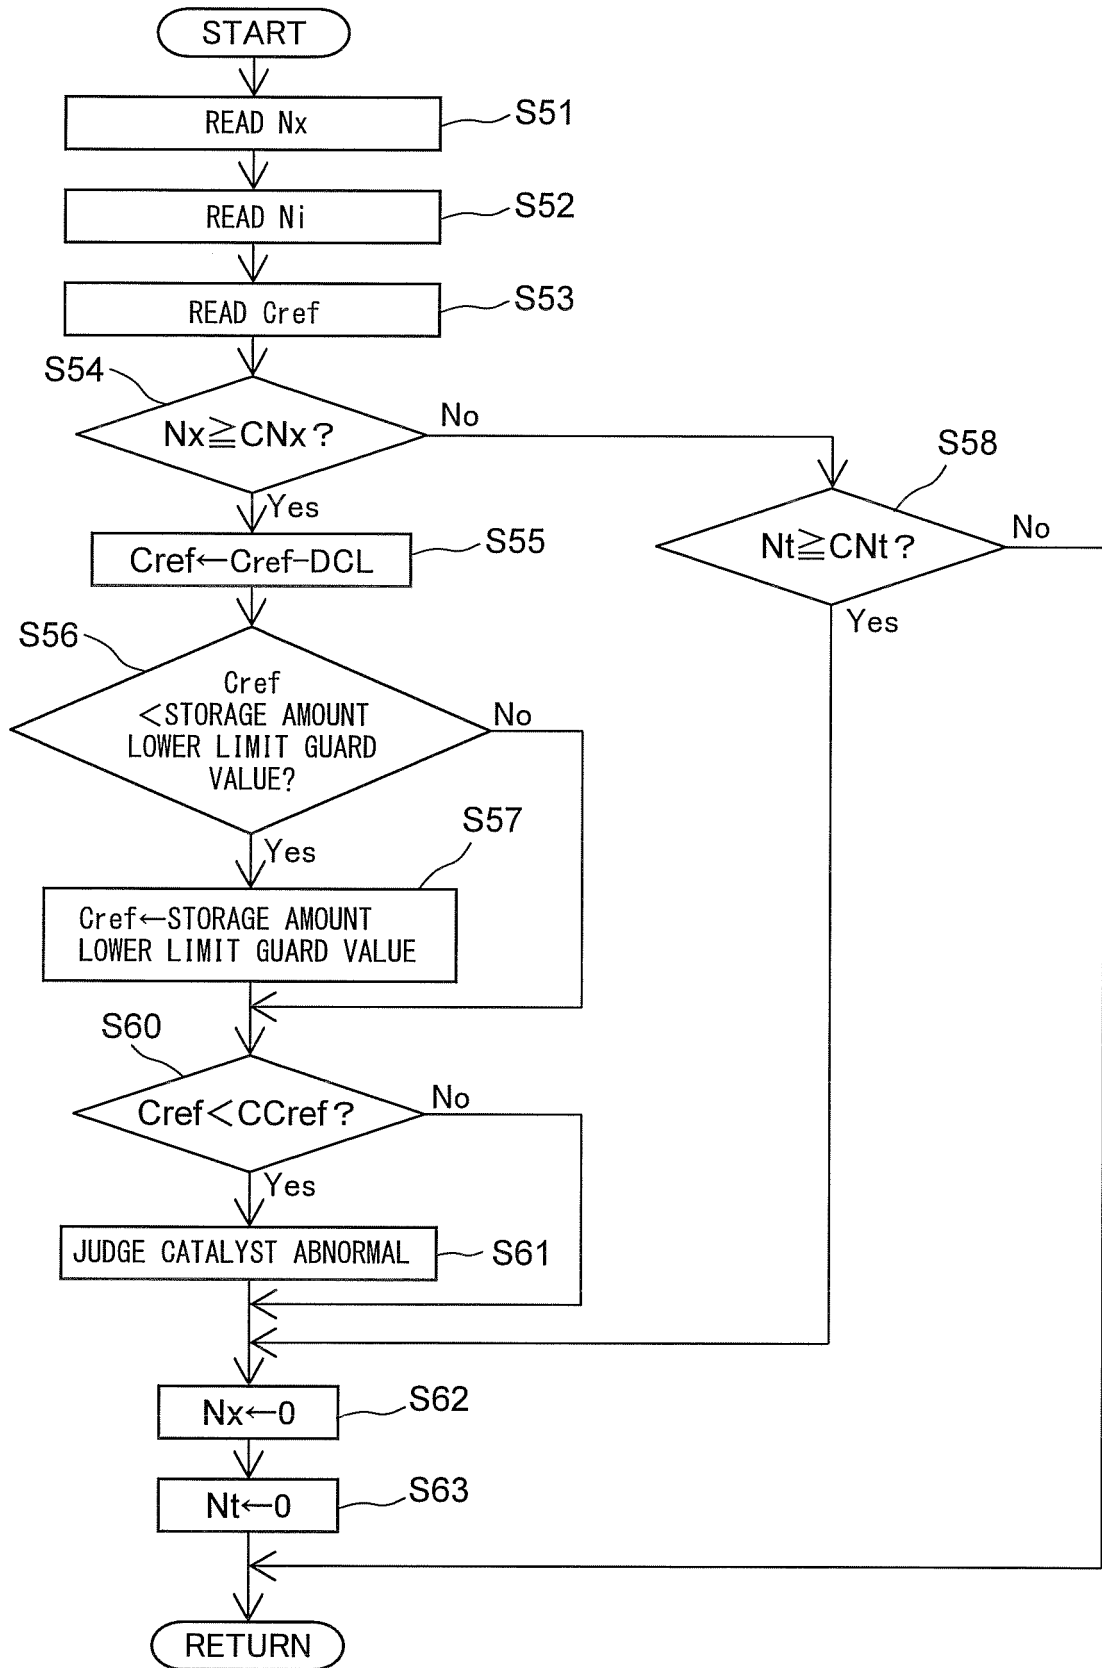 START
READ Nx
S51
READ Ni
S52
READ Cref
S53
S54
Nx≧CNx?
No
Yes
S58
Nt≧CNt?
No
Yes
Cref←Cref-DCL
S55
S56
Cref
<STORAGE AMOUNT
LOWER LIMIT GUARD
VALUE?
No
Yes
S57
Cref←STORAGE AMOUNT
LOWER LIMIT GUARD VALUE
S60
Cref<CCref?
No
Yes
JUDGE CATALYST ABNORMAL
S61
Nx←0
S62
Nt←0
S63
RETURN